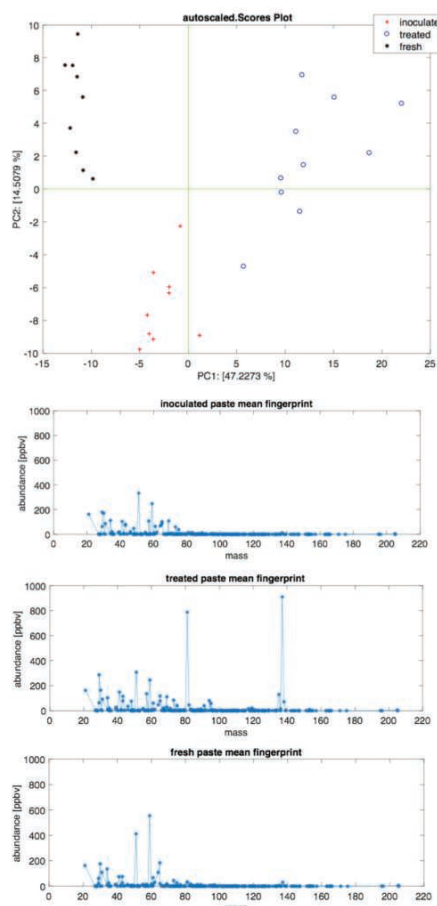 autoscaled.Scores Plot
inoculate
treated
fresh
PC2: [14.5079 %]
10
8
6
4
2
0
-2
-4
-6
-8
-10
-15 -10 -5 0 5 10 15 20 25
PC1: [47.2273 %]
inoculated paste mean fingerprint
abundance [ppbv]
1000
800
600
400
200
0
0 20 40 60 80 100 120 140 160 180 200 220
mass
treated paste mean fingerprint
abundance [ppbv]
1000
800
600
400
200
0
0 20 40 60 80 100 120 140 160 180 200 220
mass
fresh paste mean fingerprint
abundance [ppbv]
1000
800
600
400
200
0
0 20 40 60 80 100 120 140 160 180 200 220